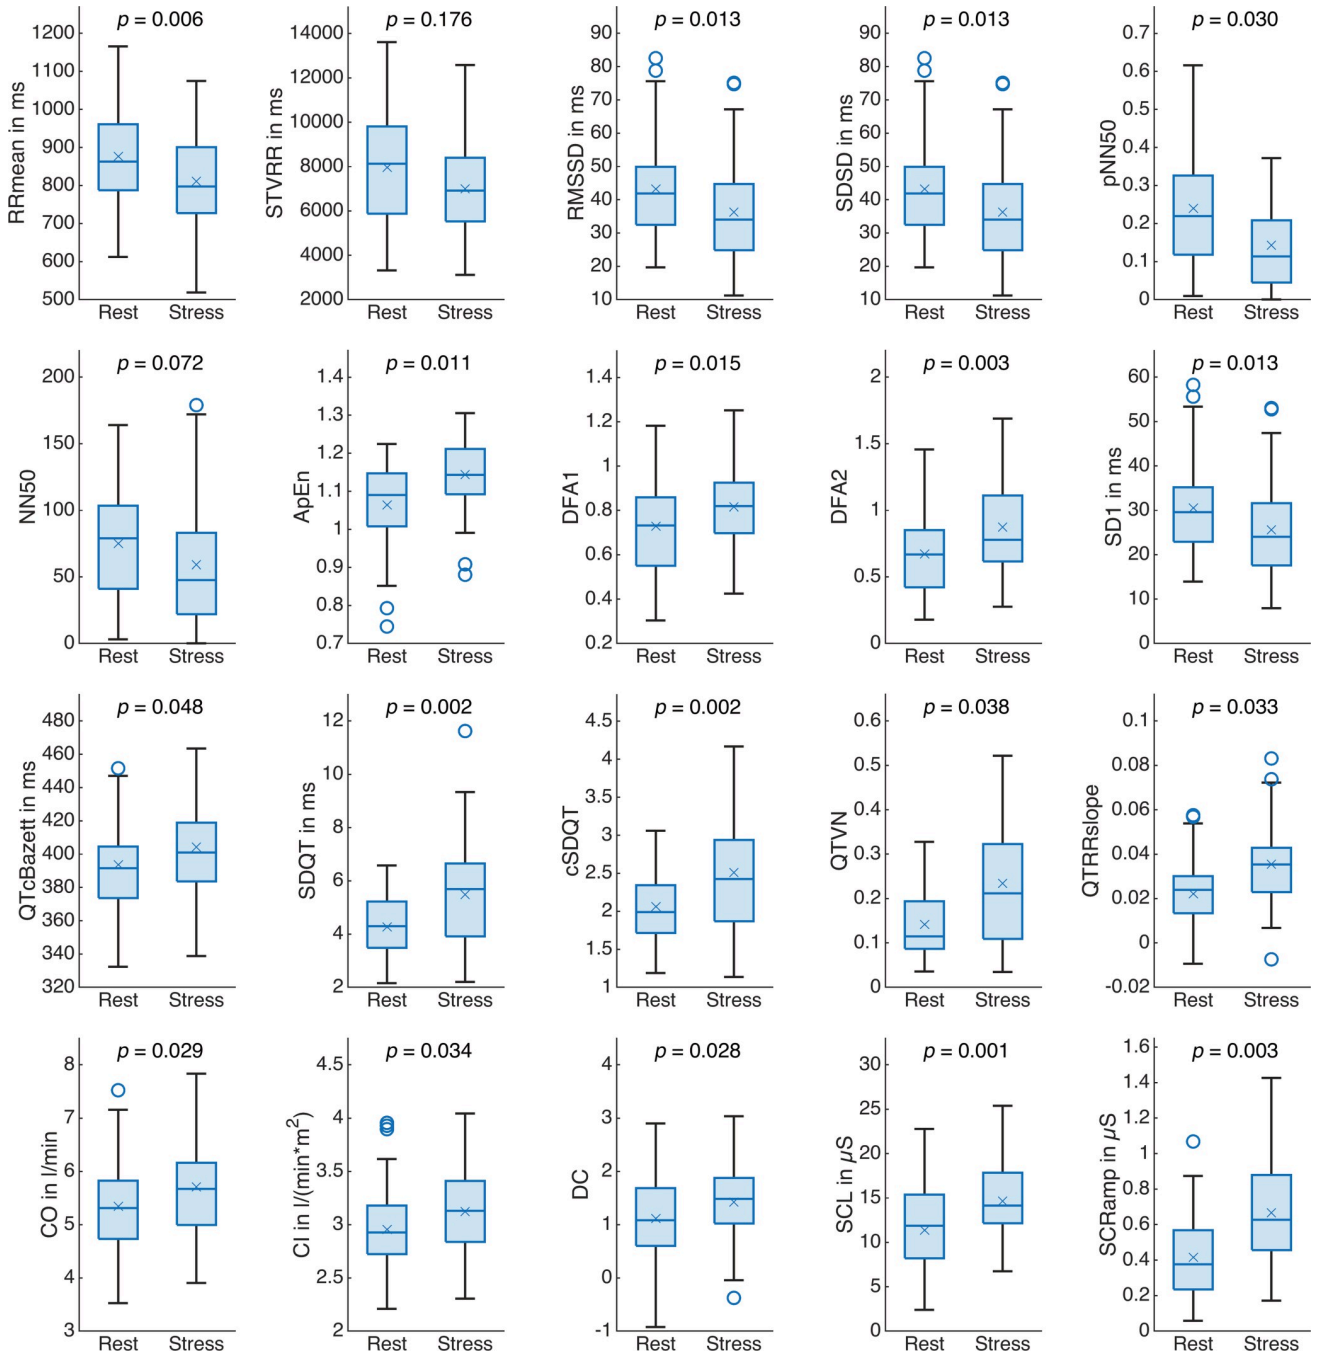 p = 0.006
RRmean in ms
1200
1100
1000
900
800
700
600
500
Rest Stress
p = 0.176
STVRR in ms
14000
12000
10000
8000
6000
4000
2000
Rest Stress
p = 0.013
RMSSD in ms
90
80
70
60
50
40
30
20
10
Rest Stress
p = 0.013
SDSD in ms
90
80
70
60
50
40
30
20
10
Rest Stress
p = 0.030
pNN50
0.7
0.6
0.5
0.4
0.3
0.2
0.1
0
Rest Stress
p = 0.072
NN50
200
150
100
50
0
Rest Stress
p = 0.011
ApEn
1.4
1.3
1.2
1.1
1
0.9
0.8
0.7
Rest Stress
p = 0.015
DFA1
1.4
1.2
1
0.8
0.6
0.4
0.2
Rest Stress
p = 0.003
DFA2
2
1.5
1
0.5
0
Rest Stress
p = 0.013
SD1 in ms
60
50
40
30
20
10
0
Rest Stress
p = 0.048
QTcBazett in ms
480
460
440
420
400
380
360
340
320
Rest Stress
p = 0.002
SDQT in ms
12
10
8
6
4
2
Rest Stress
p = 0.002
cSDQT
4.5
4
3.5
3
2.5
2
1.5
1
Rest Stress
p = 0.038
QTVN
0.6
0.5
0.4
0.3
0.2
0.1
0
Rest Stress
p = 0.033
QTRRslope
0.1
0.08
0.06
0.04
0.02
0
-0.02
Rest Stress
p = 0.029
CO in l/min
8
7
6
5
4
3
Rest Stress
p = 0.034
CI in l/(min*m²)
4.5
4
3.5
3
2.5
2
Rest Stress
p = 0.028
DC
4
3
2
1
0
-1
Rest Stress
p = 0.001
SCL in µS
30
25
20
15
10
5
0
Rest Stress
p = 0.003
SCRamp in µS
1.6
1.4
1.2
1
0.8
0.6
0.4
0.2
0
Rest Stress